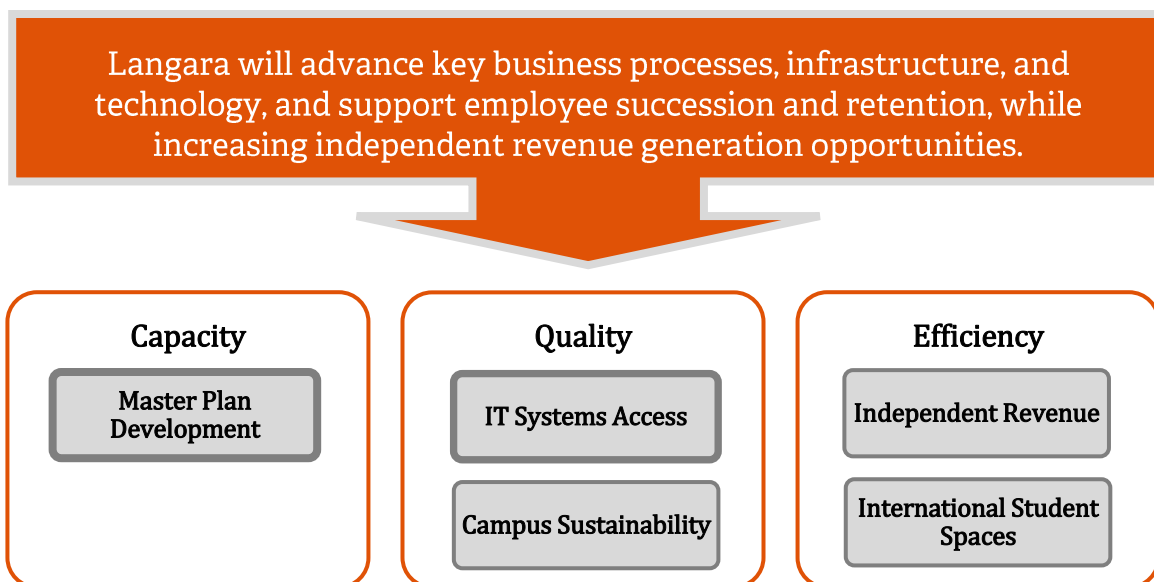 Langara will advance key business processes, infrastructure, and
technology, and support employee succession and retention, while
increasing independent revenue generation opportunities.
Capacity
Master Plan
Development
Quality
IT Systems Access
Campus Sustainability
Efficiency
Independent Revenue
International Student
Spaces